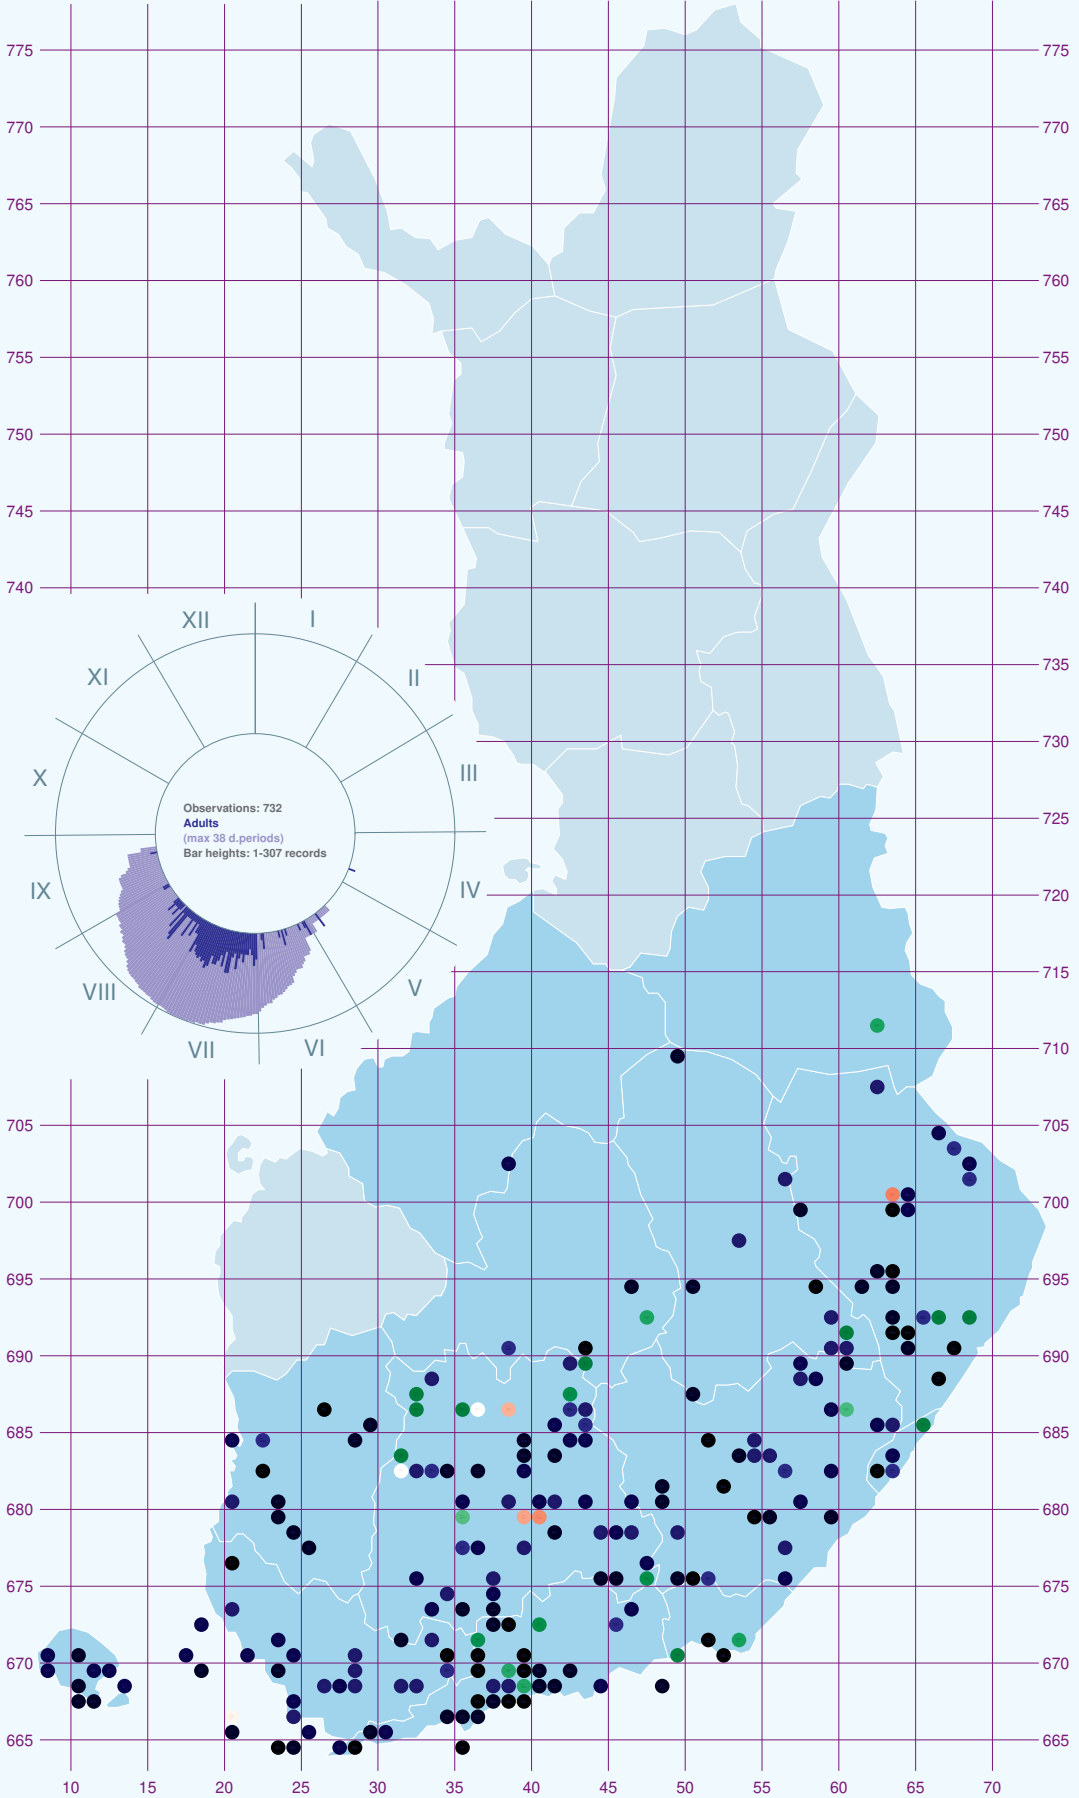 775 775
770 770
765 765
760 760
755 755
750 750
745 745
740 740
XII I
735
XI II
730
X III
Observations: 732
Adults
(max 38 d.periods)
Bar heights: 1-307 records
725
IX IV
720
VIII V
715
VII VI
710
705 705
700 700
695 695
690 690
685 685
680 680
675 675
670 670
665 665
10 15 20 25 30 35 40 45 50 55 60 65 70